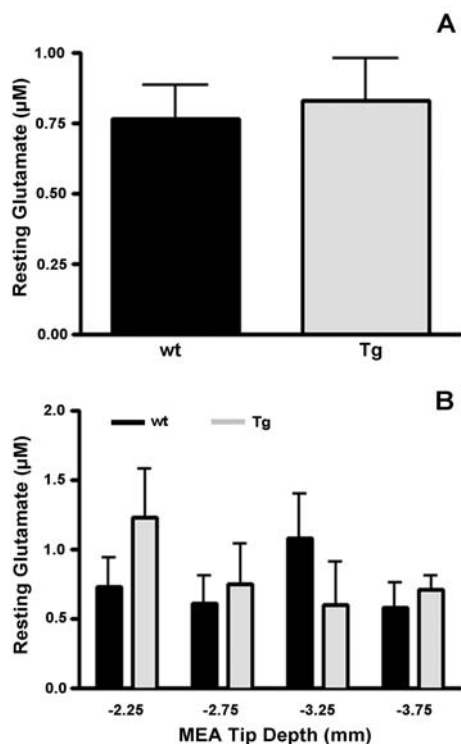 A
Resting Glutamate (µM)
1.00
0.75
0.50
0.25
0.00
wt Tg
B
Resting Glutamate (µM)
wt Tg
2.0
1.5
1.0
0.5
0.0
-2.25 -2.75 -3.25 -3.75
MEA Tip Depth (mm)